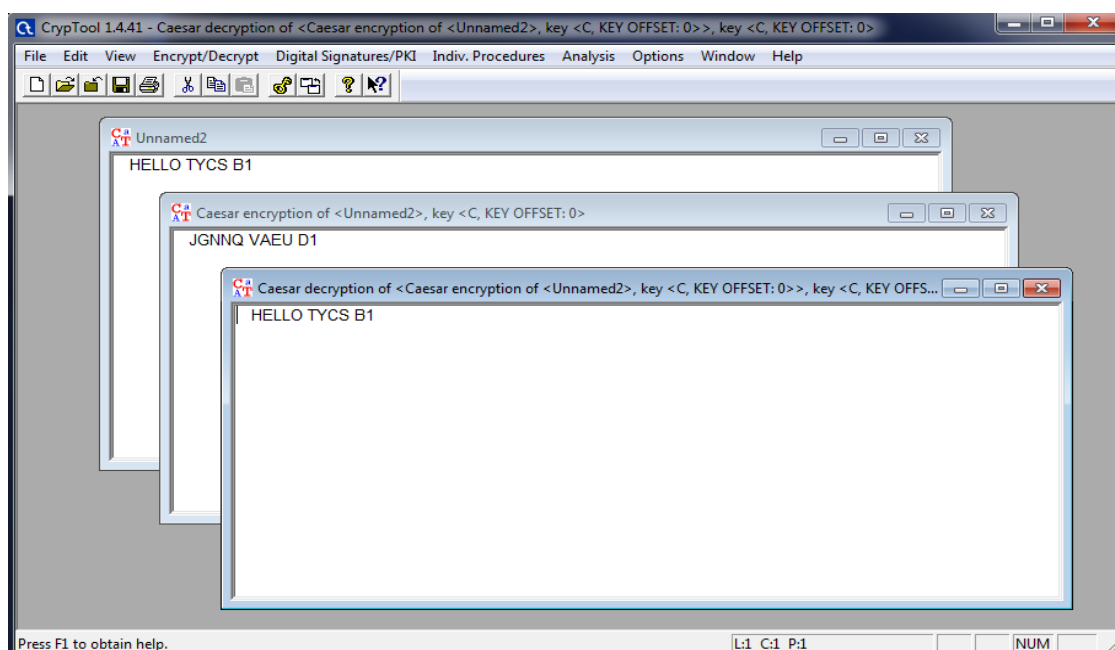 CrypTool 1.4.41 - Caesar decryption of <Caesar encryption of <Unnamed2>, key <C, KEY OFFSET: 0>>, key <C, KEY OFFSET: 0>
File Edit View Encrypt/Decrypt Digital Signatures/PKI Indiv. Procedures Analysis Options Window Help
Unnamed2
HELLO TYCS B1
Caesar encryption of <Unnamed2>, key <C, KEY OFFSET: 0>
JGNNQ VAEU D1
Caesar decryption of <Caesar encryption of <Unnamed2>, key <C, KEY OFFSET: 0>>, key <C, KEY OFFS...
HELLO TYCS B1
Press F1 to obtain help. L:1 C:1 P:1 NUM